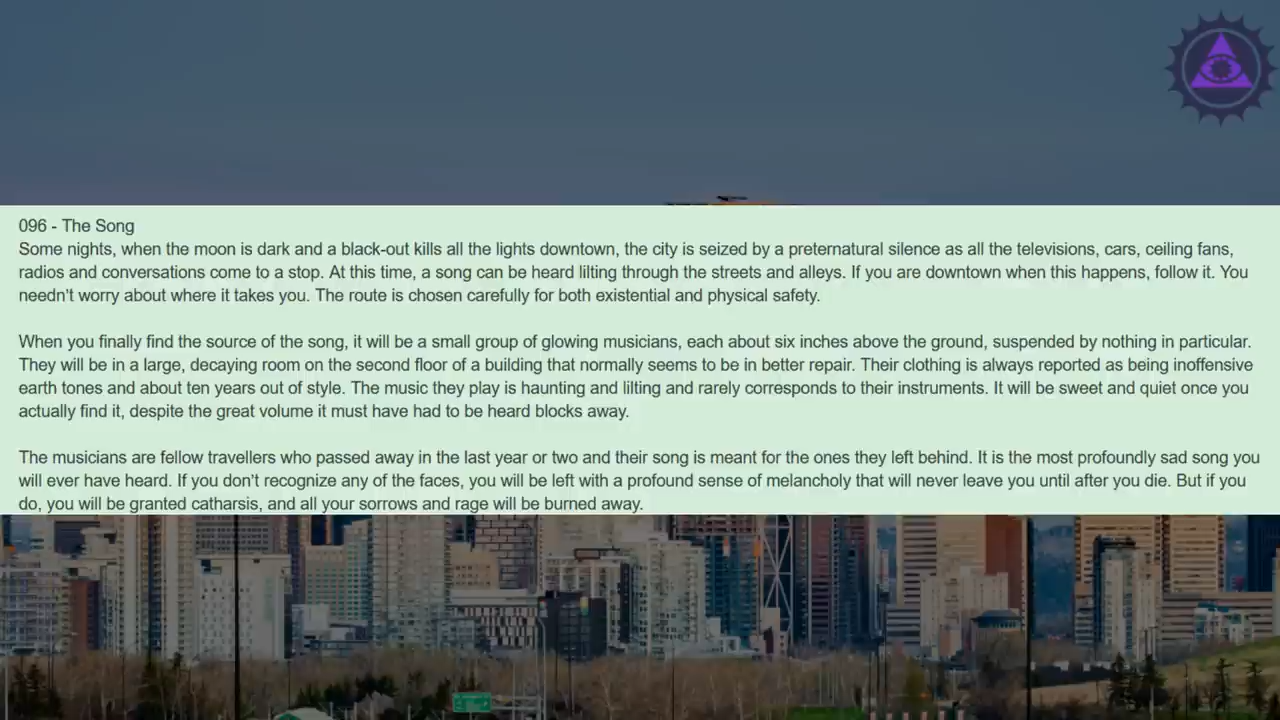 096 - The Song
Some nights, when the moon is dark and a black-out kills all the lights downtown, the city is seized by a preternatural silence as all the televisions, cars, ceiling fans,
radios and conversations come to a stop. At this time, a song can be heard lilting through the streets and alleys. If you are downtown when this happens, follow it. You
needn't worry about where it takes you. The route is chosen carefully for both existential and physical safety.
When you finally find the source of the song, it will be a small group of glowing musicians, each about six inches above the ground, suspended by nothing in particular.
They will be in a large, decaying room on the second floor of a building that normally seems to be in better repair. Their clothing is always reported as being inoffensive
earth tones and about ten years out of style. The music they play is haunting and lilting and rarely corresponds to their instruments. It will be sweet and quiet once you
actually find it, despite the great volume it must have had to be heard blocks away.
The musicians are fellow travellers who passed away in the last year or two and their song is meant for the ones they left behind. It is the most profoundly sad song you
will ever have heard. If you don't recognize any of the faces, you will be left with a profound sense of melancholy that will never leave you until after you die. But if you
do, you will be granted catharsis, and all your sorrows and rage will be burned away.